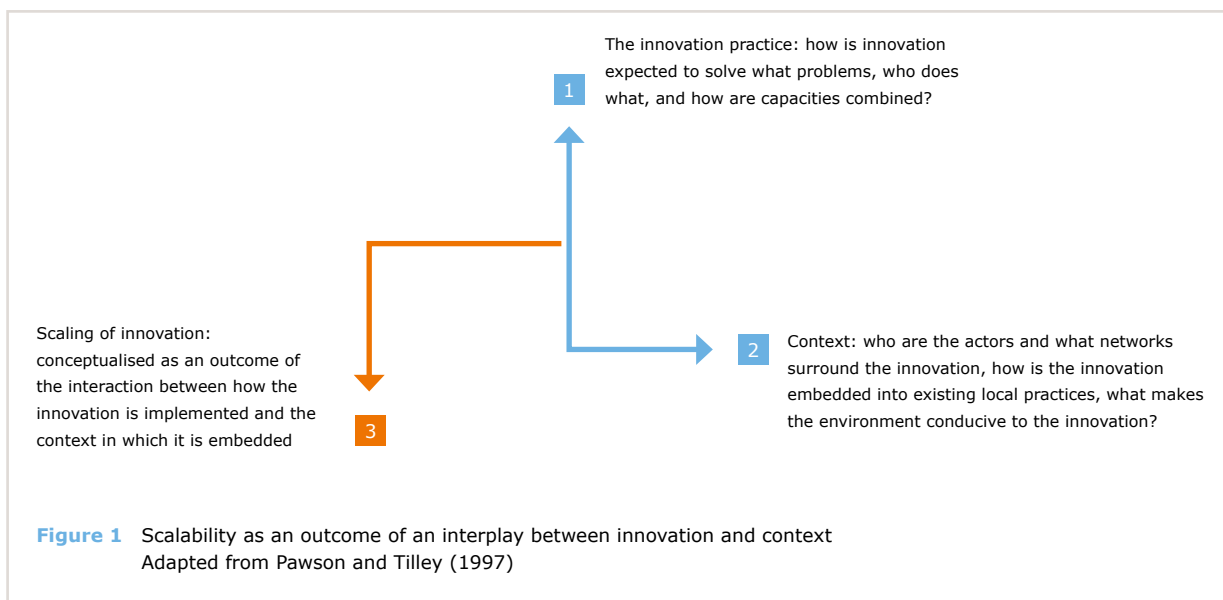 1
The innovation practice: how is innovation
expected to solve what problems, who does
what, and how are capacities combined?
2
Context: who are the actors and what networks
surround the innovation, how is the innovation
embedded into existing local practices, what makes
the environment conducive to the innovation?
Scaling of innovation:
conceptualised as an outcome of
the interaction between how the
innovation is implemented and the
context in which it is embedded
3
Figure 1 Scalability as an outcome of an interplay between innovation and context
Adapted from Pawson and Tilley (1997)